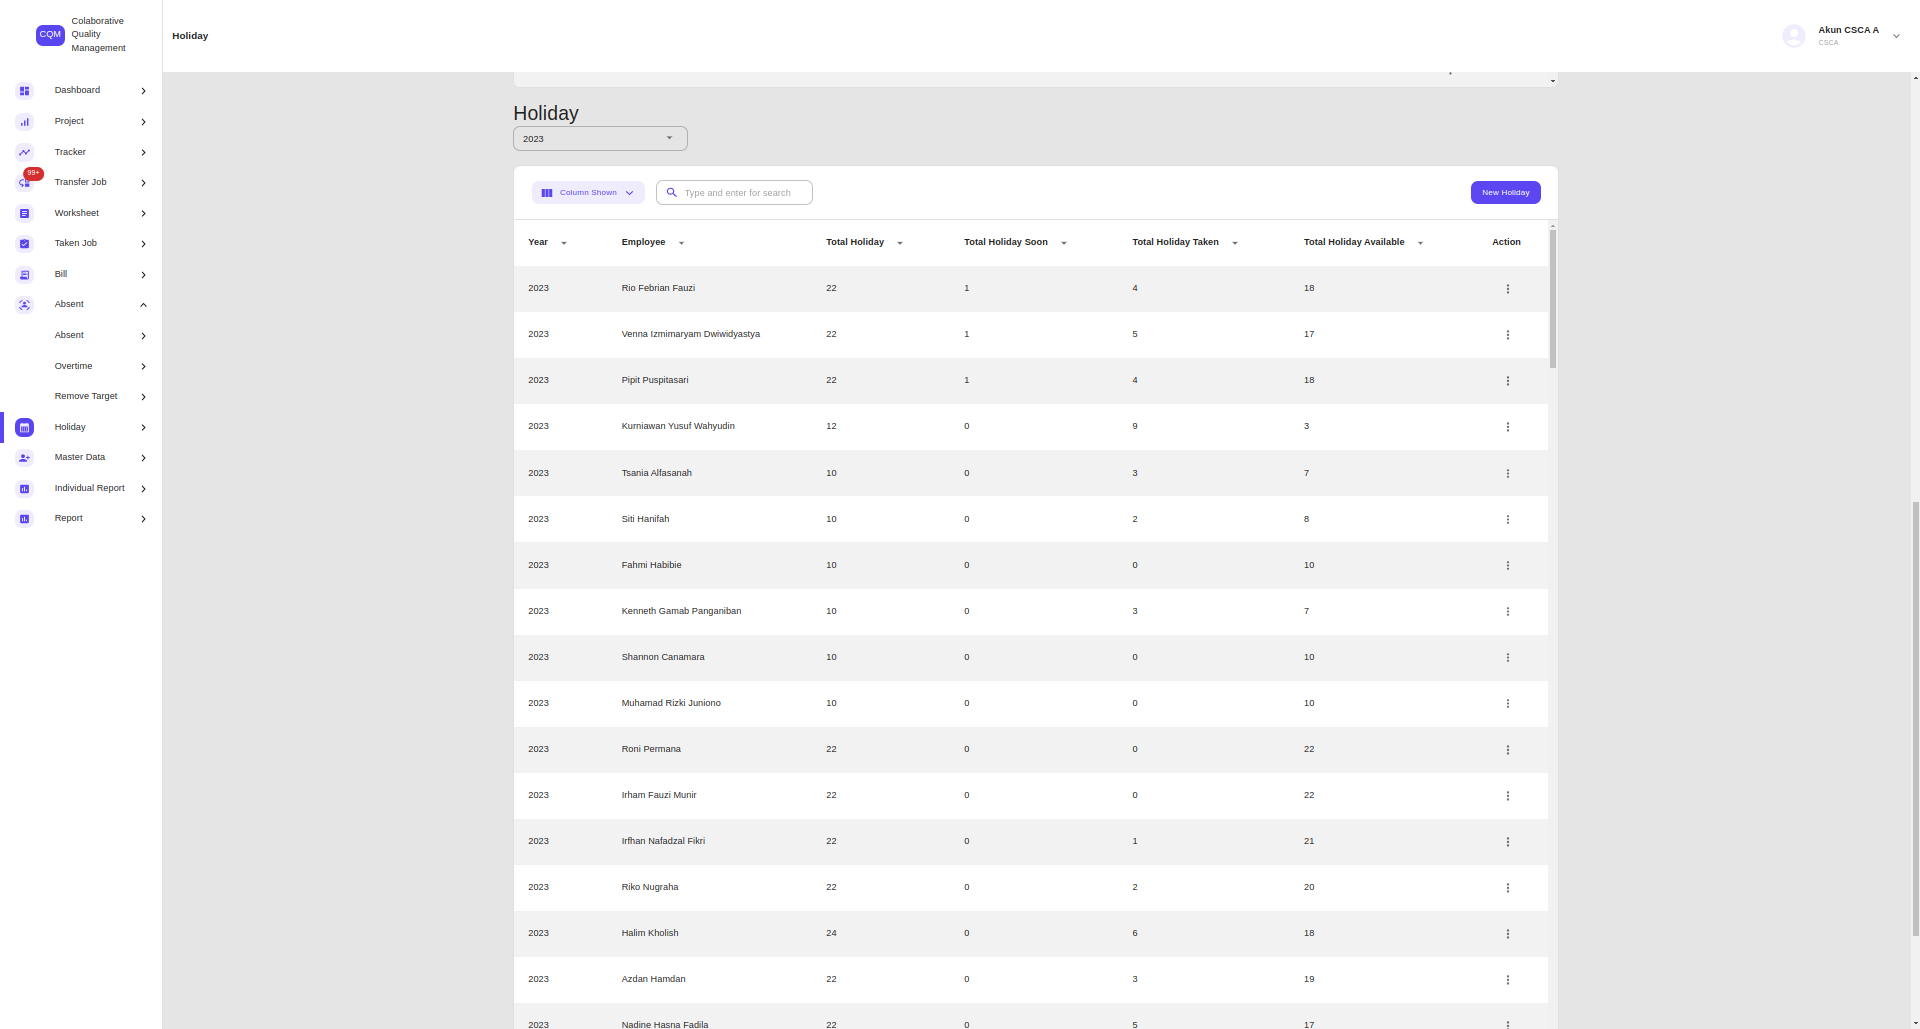 CQM
Colaborative
Quality
Management
Holiday
Akun CSCA A
CSCA
Dashboard
Project
Tracker
99+
Transfer Job
Worksheet
Taken Job
Bill
Absent
Absent
Overtime
Remove Target
Holiday
Master Data
Individual Report
Report
Holiday
2023
Column Shown
Type and enter for search
New Holiday
Year Employee Total Holiday Total Holiday Soon Total Holiday Taken Total Holiday Available Action
2023 Rio Febrian Fauzi 22 1 4 18
2023 Venna Izmimaryam Dwiwidyastya 22 1 5 17
2023 Pipit Puspitasari 22 1 4 18
2023 Kurniawan Yusuf Wahyudin 12 0 9 3
2023 Tsania Alfasanah 10 0 3 7
2023 Siti Hanifah 10 0 2 8
2023 Fahmi Habibie 10 0 0 10
2023 Kenneth Gamab Panganiban 10 0 3 7
2023 Shannon Canamara 10 0 0 10
2023 Muhamad Rizki Juniono 10 0 0 10
2023 Roni Permana 22 0 0 22
2023 Irham Fauzi Munir 22 0 0 22
2023 Irfhan Nafadzal Fikri 22 0 1 21
2023 Riko Nugraha 22 0 2 20
2023 Halim Kholish 24 0 6 18
2023 Azdan Hamdan 22 0 3 19
2023 Nadine Hasna Fadila 22 0 5 17